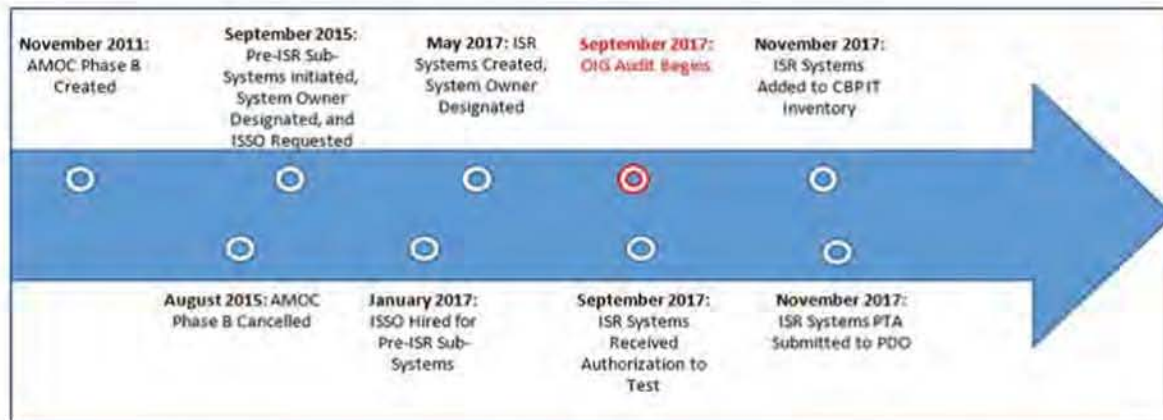 November 2011:
AMOC Phase B
Created
September 2015:
Pre-ISR Sub-
Systems initiated,
System Owner
Designated, and
ISSO Requested
May 2017: ISR
Systems Created,
System Owner
Designated
September 2017:
OIG Audit Begins
November 2017:
ISR Systems
Added to CBP IT
Inventory
August 2015: AMOC
Phase B Cancelled
January 2017:
ISSO Hired for
Pre-ISR Sub-
Systems
September 2017:
ISR Systems
Received
Authorization to
Test
November 2017:
ISR Systems PTA
Submitted to PDO